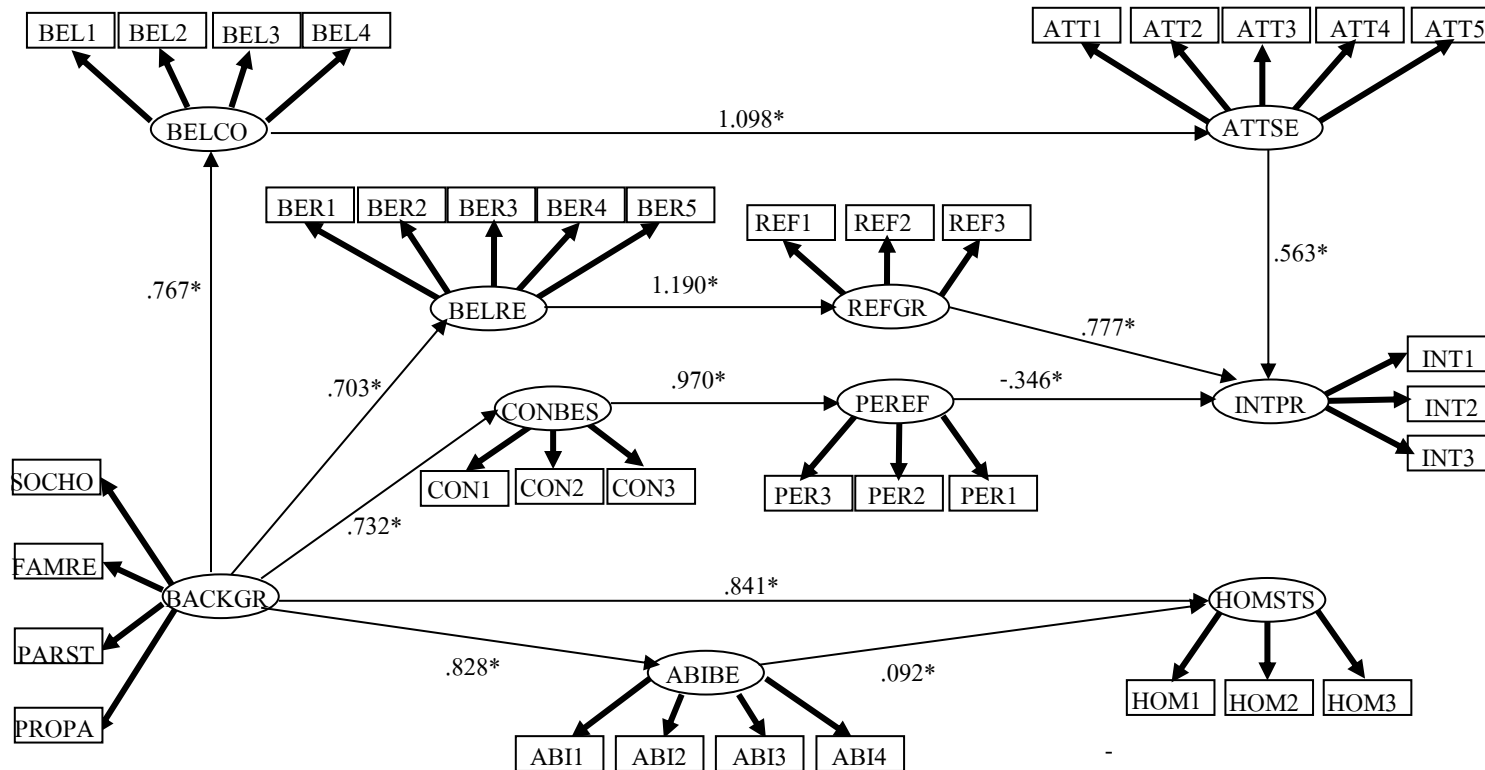 BEL1 BEL2 BEL3 BEL4
ATT1 ATT2 ATT3 ATT4 ATT5
BELCO 1.098* ATTSE
BER1 BER2 BER3 BER4 BER5
REF1 REF2 REF3
.767*
.563*
BELRE 1.190* REFGR
.777*
.703*
CONBES .970* PEREF -.346* INTPR
INT1
INT2
INT3
CON1 CON2 CON3
PER3 PER2 PER1
.732*
SOCHO
FAMRE
PARST
PROPA
BACKGR .841* HOMSTS
.828* ABIBE .092*
HOM1 HOM2 HOM3
ABI1 ABI2 ABI3 ABI4
-